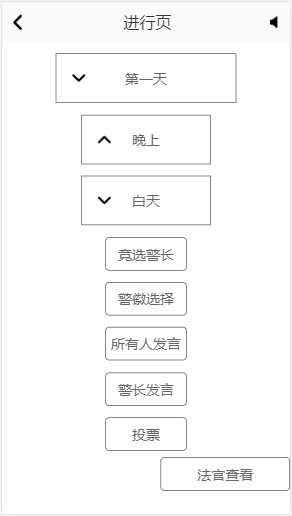 进行页
第一天
晚上
白天
竞选警长
警徽选择
所有人发言
警长发言
投票
法官查看